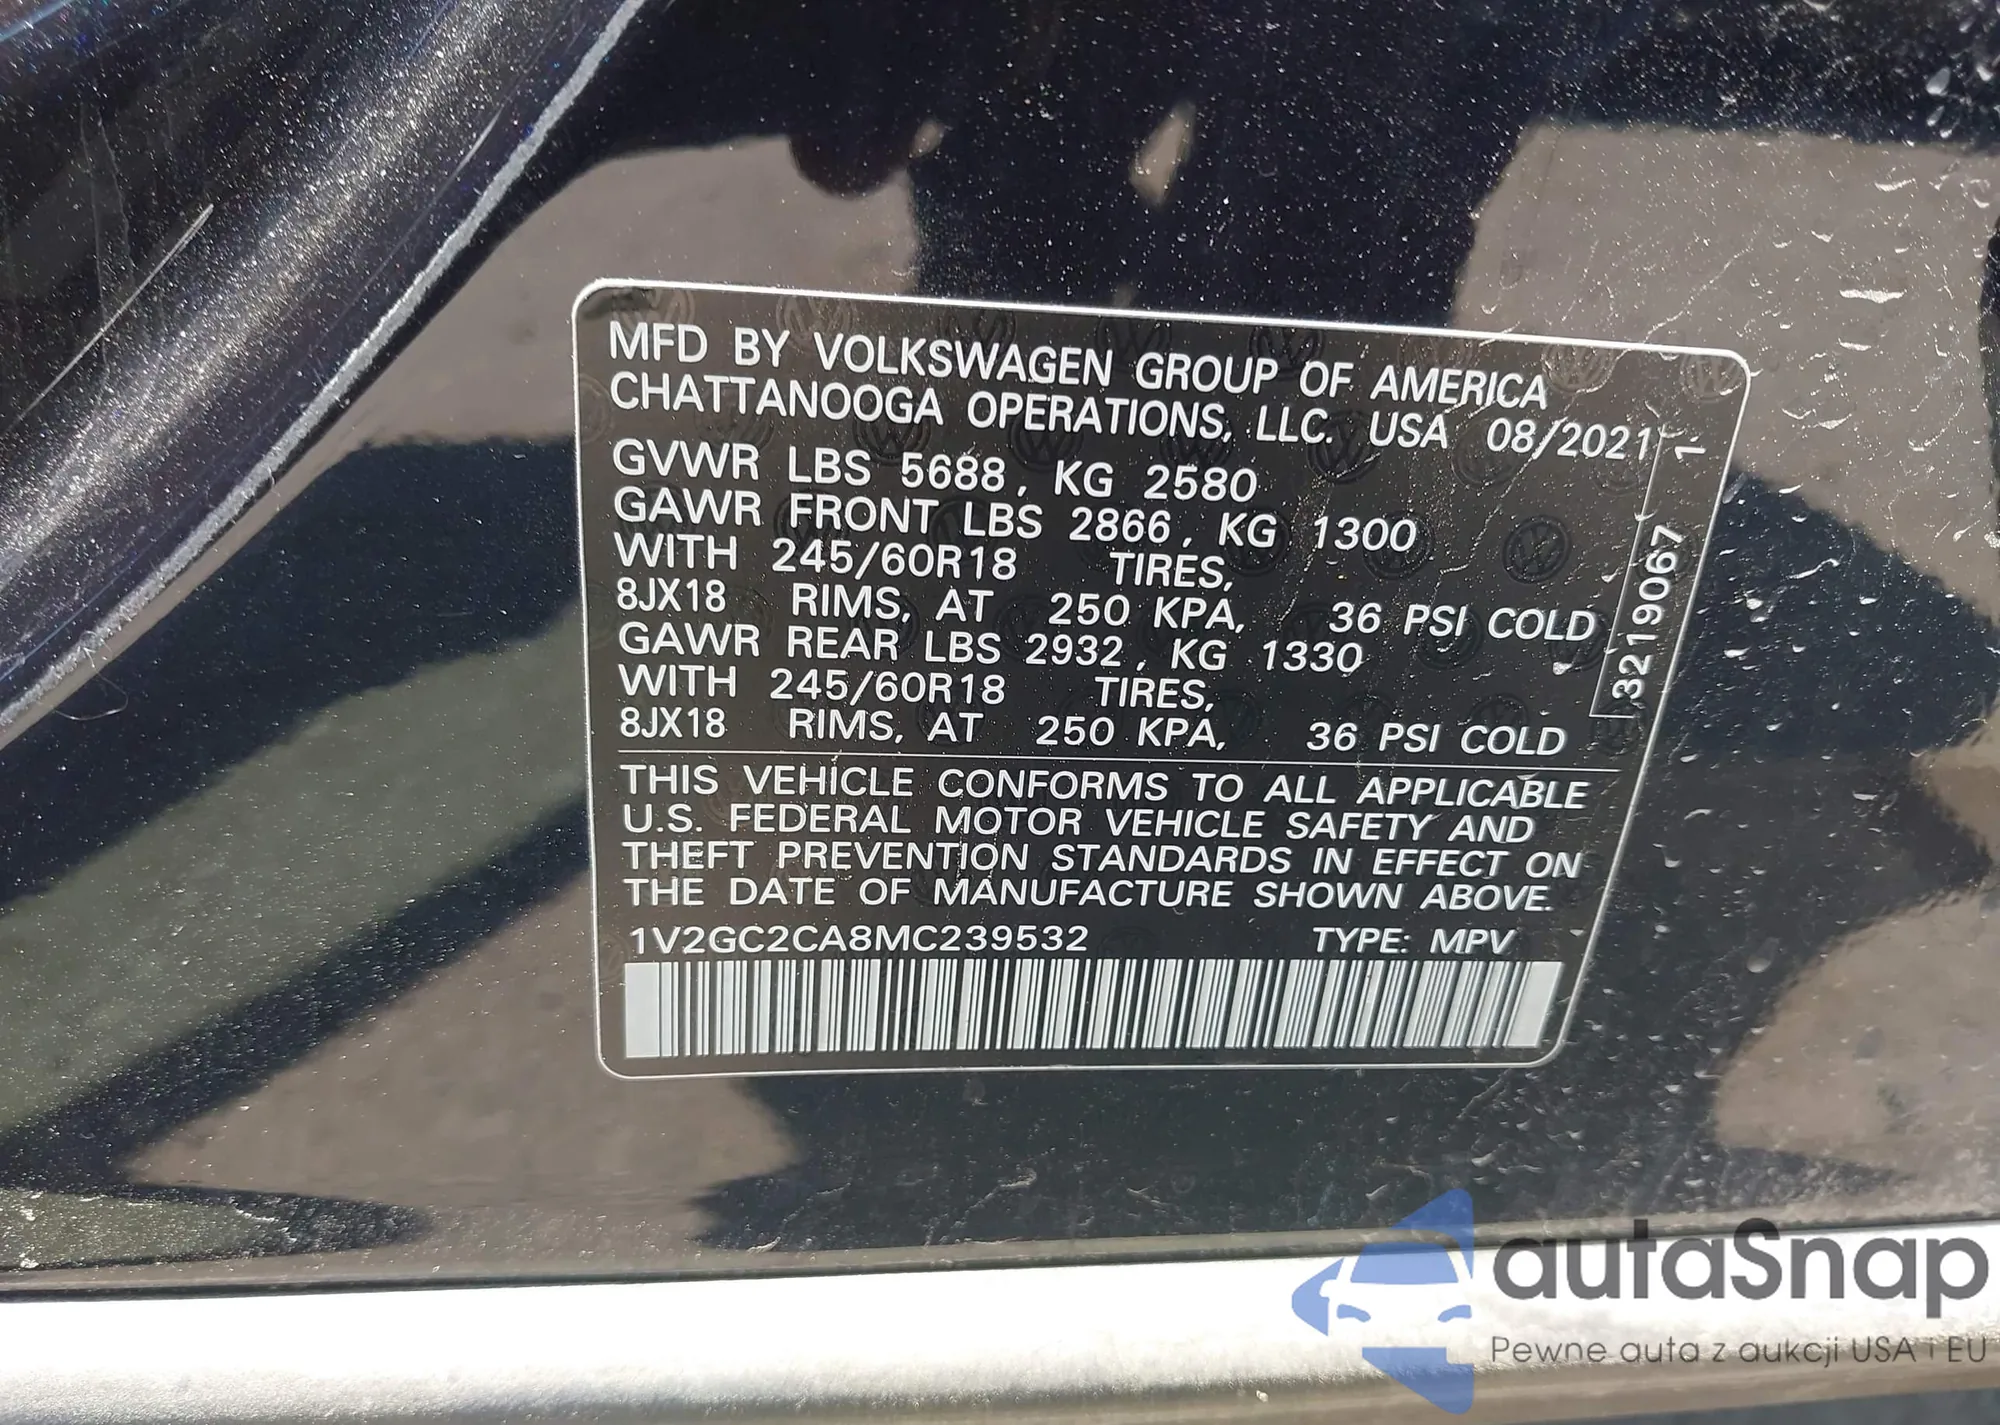 MFD BY VOLKSWAGEN GROUP OF AMERICA
CHATTANOOGA OPERATIONS, LLC. USA 08/2021
GVWR LBS 5688, KG 2580
GAWR FRONT LBS 2866, KG 1300
WITH 245/60R18 TIRES,
8JX18 RIMS, AT 250 KPA, 36 PSI COLD
GAWR REAR LBS 2932, KG 1330
WITH 245/60R18 TIRES,
8JX18 RIMS, AT 250 KPA, 36 PSI COLD
3219067 1
THIS VEHICLE CONFORMS TO ALL APPLICABLE
U.S. FEDERAL MOTOR VEHICLE SAFETY AND
THEFT PREVENTION STANDARDS IN EFFECT ON
THE DATE OF MANUFACTURE SHOWN ABOVE.
1V2GC2CA8MC239532 TYPE: MPV
autaSnap
Pewne auta z aukcji USA i EU